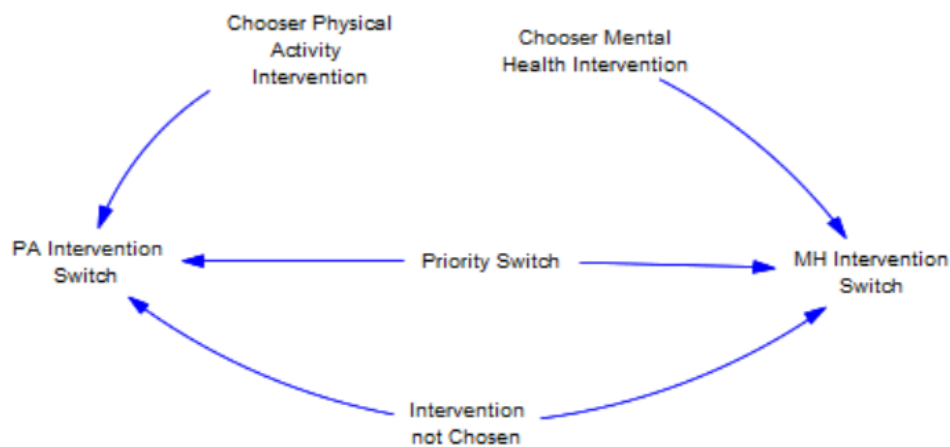 Chooser Physical
Activity
Intervention
Chooser Mental
Health Intervention
PA Intervention
Switch
Priority Switch
MH Intervention
Switch
Intervention
not Chosen